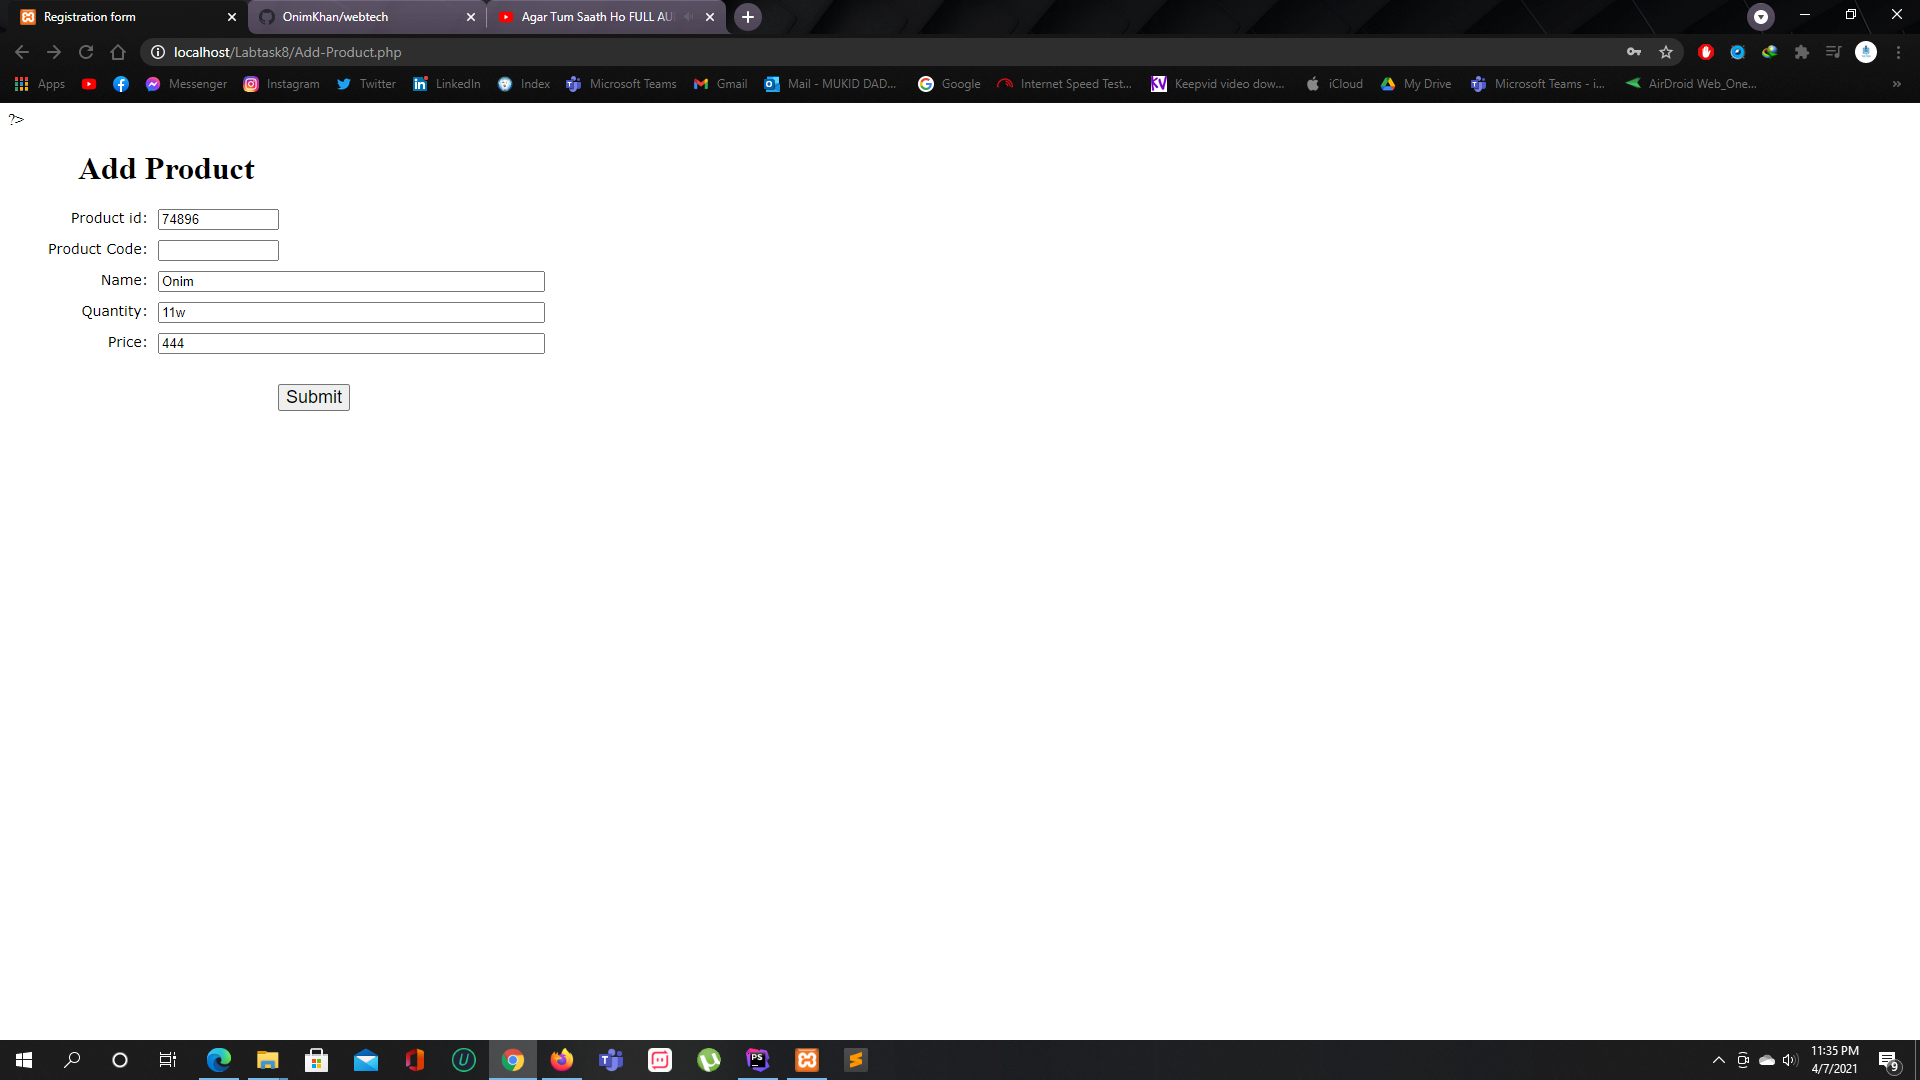 Registration form
OnimKhan/webtech
Agar Tum Saath Ho FULL AU
localhost/Labtask8/Add-Product.php
Apps Messenger Instagram Twitter LinkedIn Index Microsoft Teams Gmail Mail - MUKID DAD... Google Internet Speed Test... Keepvid video dow... iCloud My Drive Microsoft Teams - i... AirDroid Web_One... »
?>
Add Product
Product id: 74896
Product Code:
Name: Onim
Quantity: 11w
Price: 444
Submit
11:35 PM
4/7/2021
9